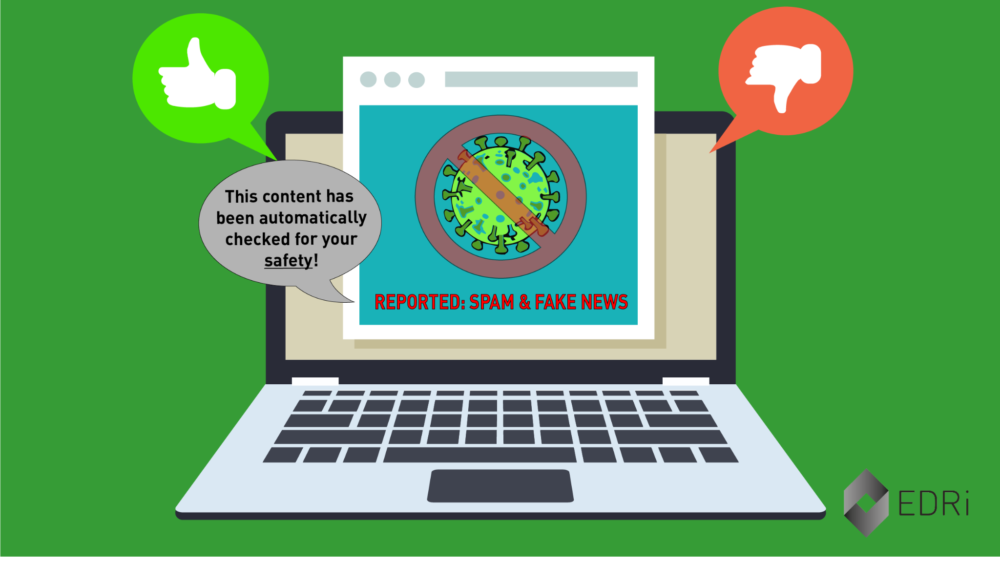 This content has
been automatically
checked for your
safety!
REPORTED: SPAM & FAKE NEWS
EDRi